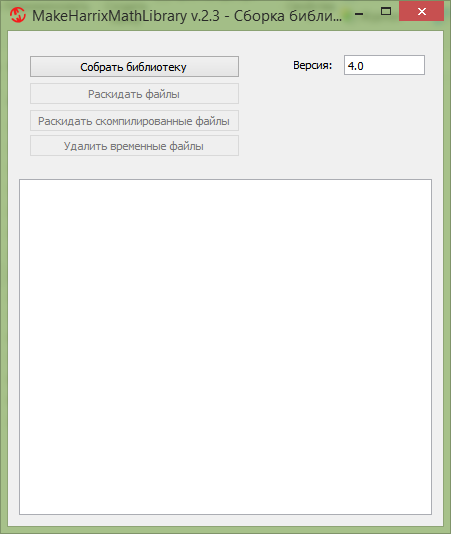 MakeHarrixMathLibrary v.2.3 - Сборка библи...
Собрать библиотеку
Версия: 4.0
Раскидать файлы
Раскидать скомпилированные файлы
Удалить временные файлы